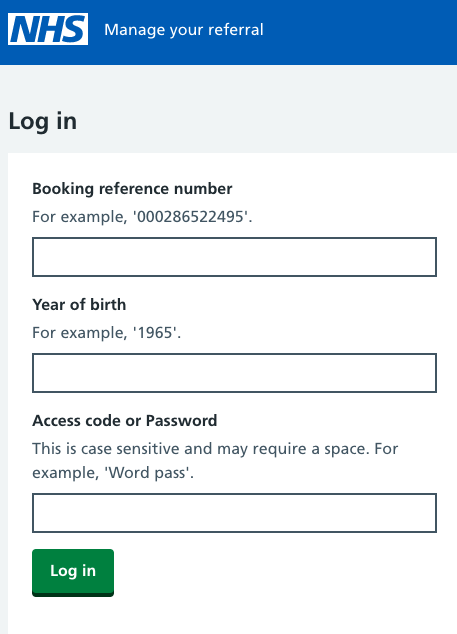 NHS Manage your referral
Log in
Booking reference number
For example, '000286522495'.
Year of birth
For example, '1965'.
Access code or Password
This is case sensitive and may require a space. For
example, 'Word pass'.
Log in